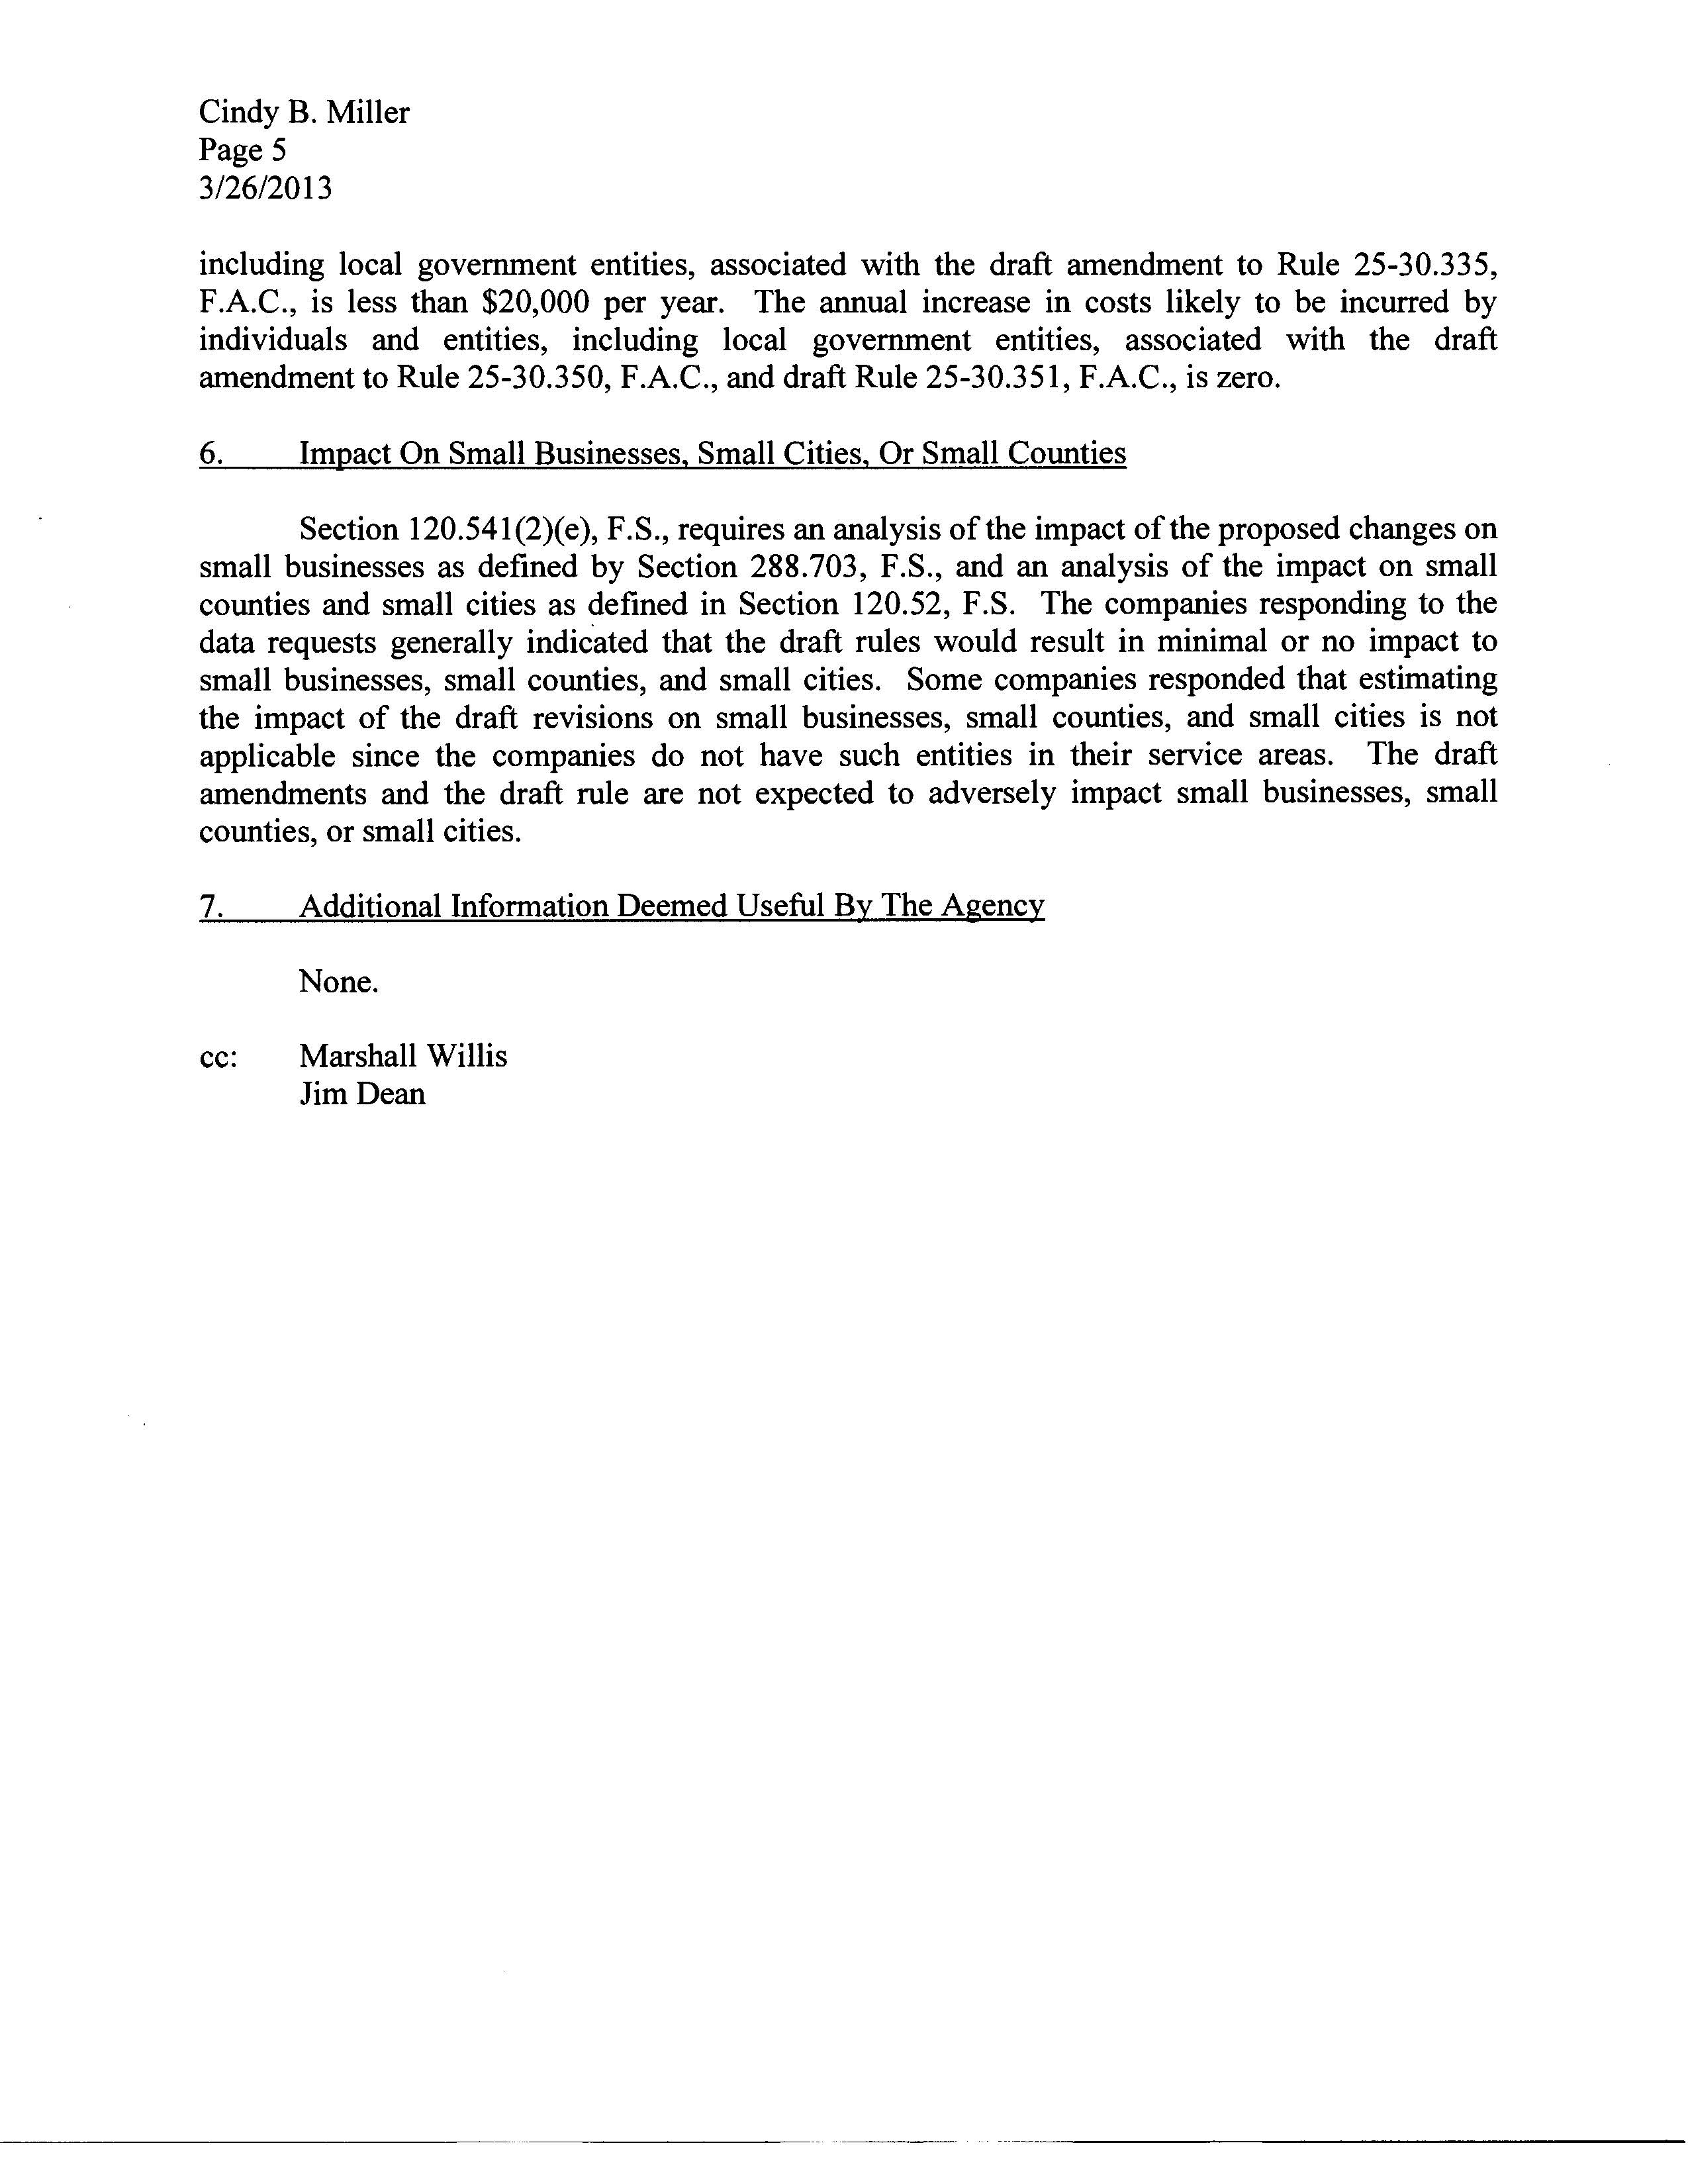 Cindy B. Miller
Page 5
3/26/2013
including local government entities, associated with the draft amendment to Rule 25-30.335,
F.A.C., is less than $20,000 per year. The annual increase in costs likely to be incurred by
individuals and entities, including local government entities, associated with the draft
amendment to Rule 25-30.350, F.A.C., and draft Rule 25-30.351, F.A.C., is zero.
6. Impact On Small Businesses, Small Cities, Or Small Counties
Section 120.541(2)(e), F.S., requires an analysis of the impact of the proposed changes on
small businesses as defined by Section 288.703, F.S., and an analysis of the impact on small
counties and small cities as defined in Section 120.52, F.S. The companies responding to the
data requests generally indicated that the draft rules would result in minimal or no impact to
small businesses, small counties, and small cities. Some companies responded that estimating
the impact of the draft revisions on small businesses, small counties, and small cities is not
applicable since the companies do not have such entities in their service areas. The draft
amendments and the draft rule are not expected to adversely impact small businesses, small
counties, or small cities.
7. Additional Information Deemed Useful By The Agency
None.
cc: Marshall Willis
Jim Dean